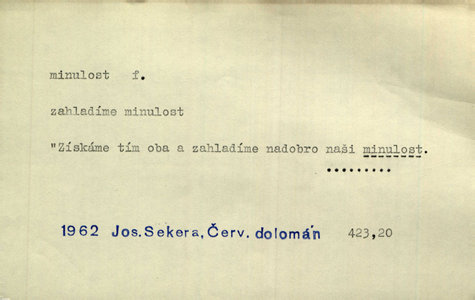 minulost f.
zahladíme minulost
"Získáme tím oba a zahladíme nadobro naši minulost.
1962 Jos. Sekera, Červ. dolomán 423,20